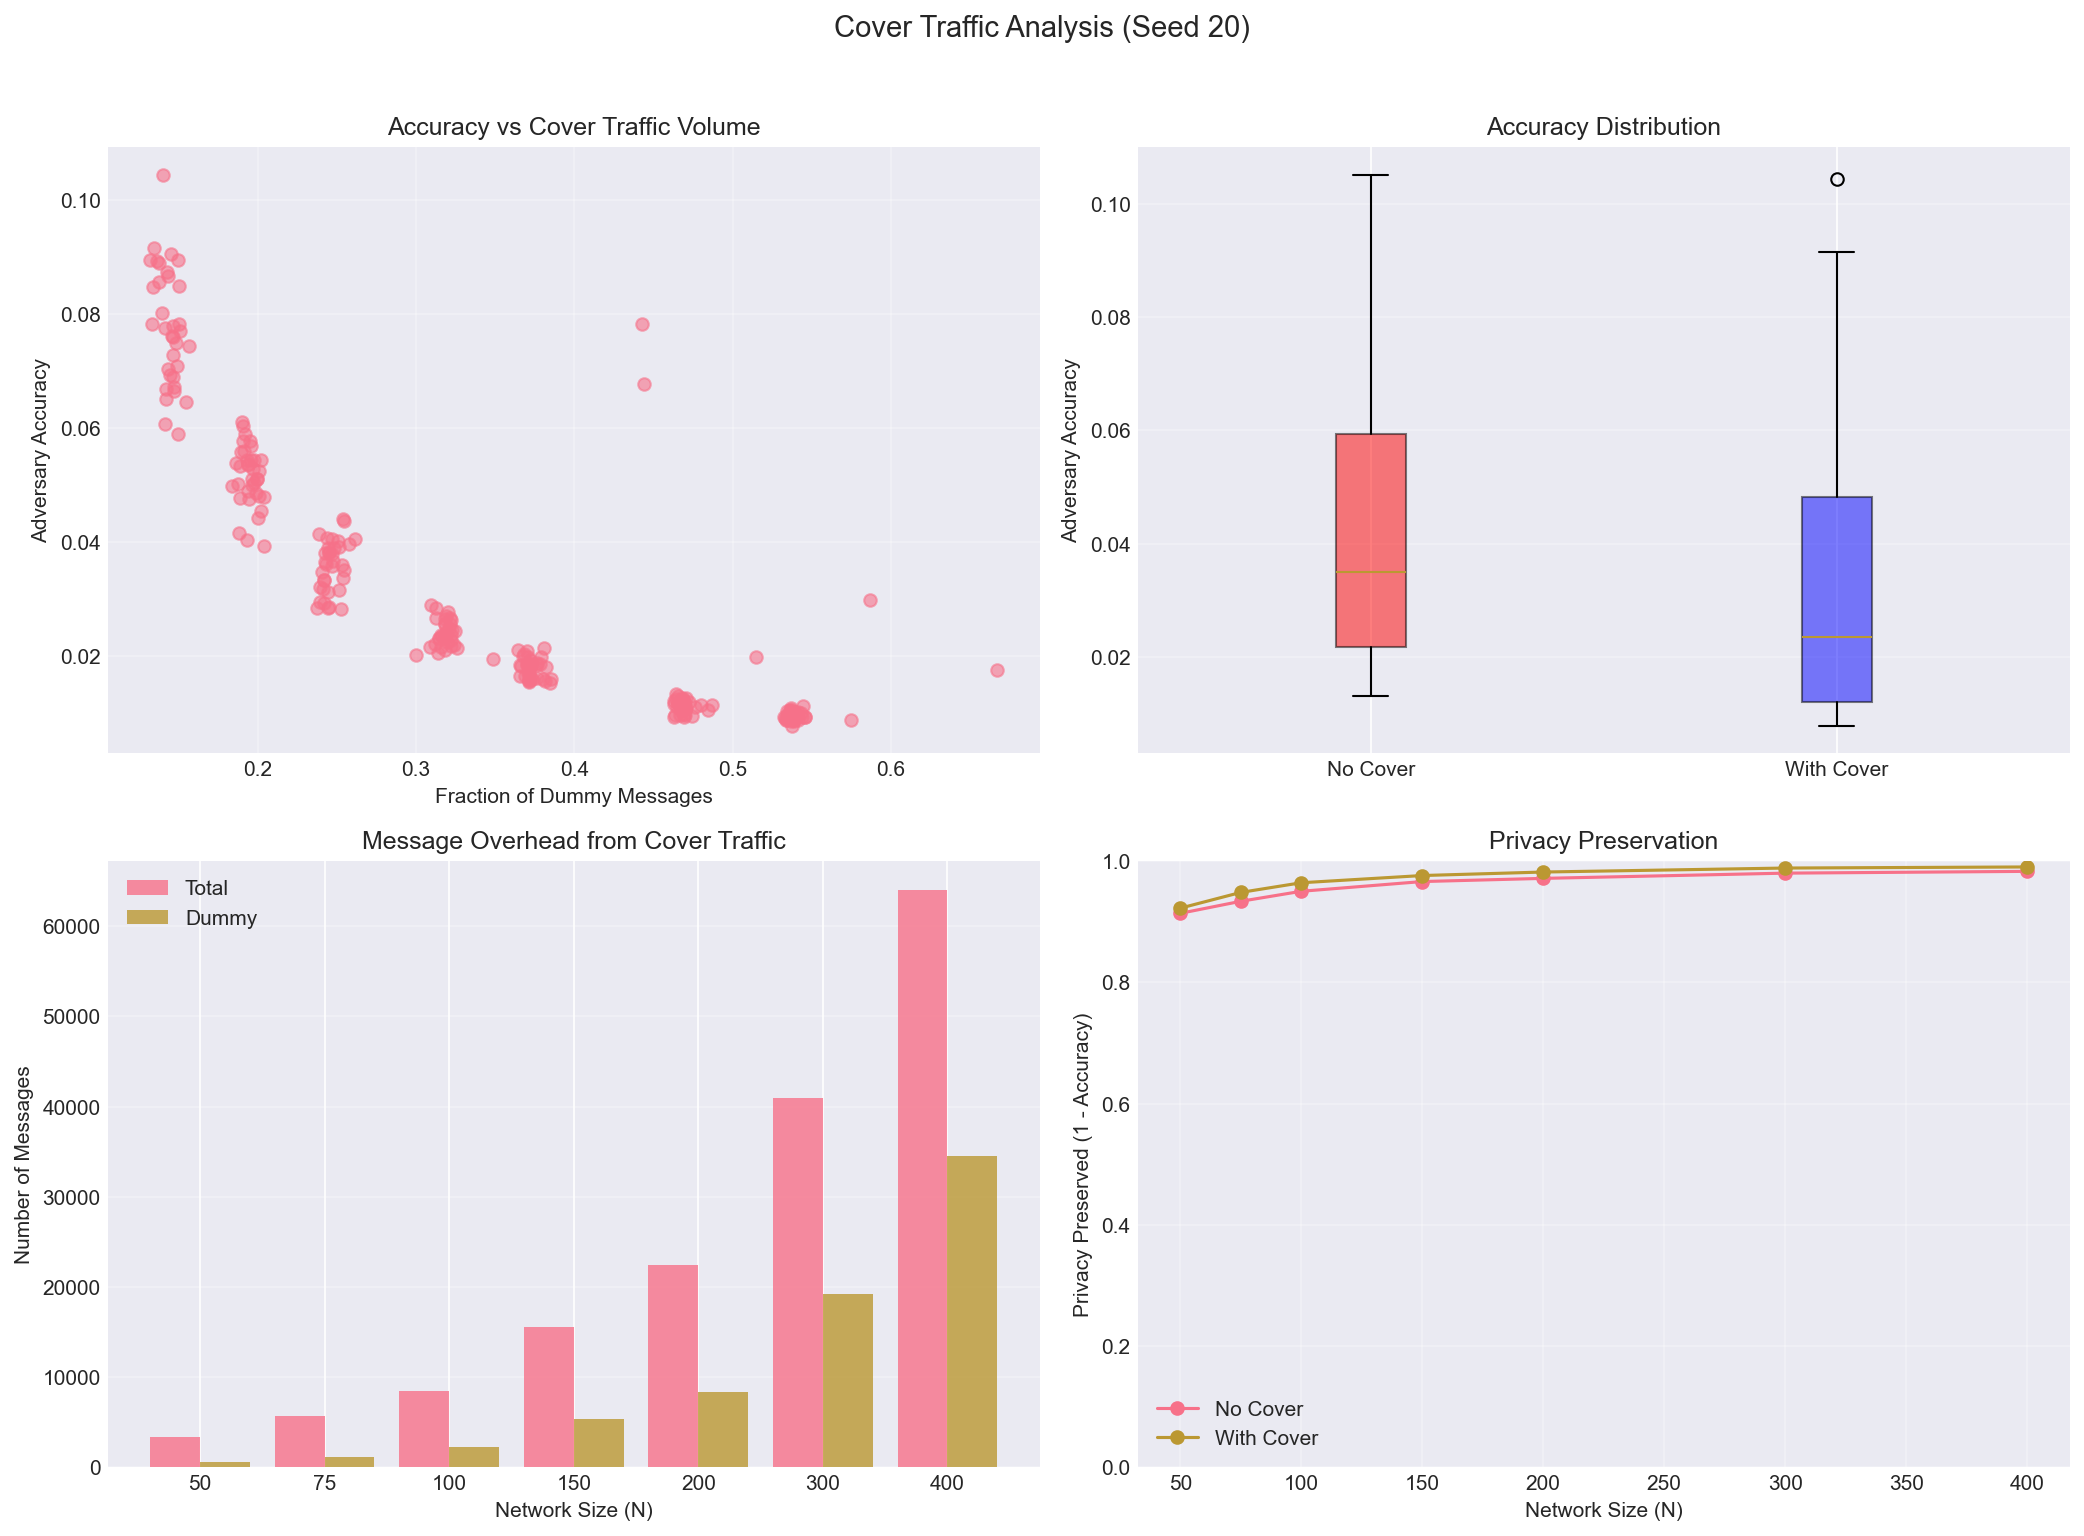 Cover Traffic Analysis (Seed 20)
Accuracy vs Cover Traffic Volume
Adversary Accuracy
0.10
0.08
0.06
0.04
0.02
0.2 0.3 0.4 0.5 0.6
Fraction of Dummy Messages
Accuracy Distribution
Adversary Accuracy
0.10
0.08
0.06
0.04
0.02
No Cover With Cover
Message Overhead from Cover Traffic
Total
Dummy
Number of Messages
60000
50000
40000
30000
20000
10000
0
50 75 100 150 200 300 400
Network Size (N)
Privacy Preservation
Privacy Preserved (1 - Accuracy)
1.0
0.8
0.6
0.4
0.2
0.0
No Cover
With Cover
50 100 150 200 250 300 350 400
Network Size (N)